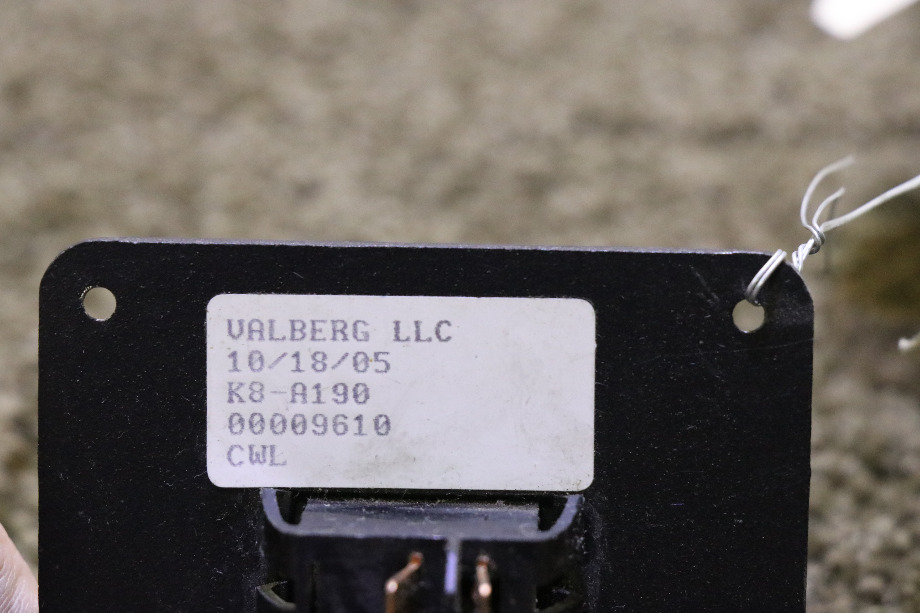 VALBERG LLC
10/18/05
K8-A190
00009610
CWL